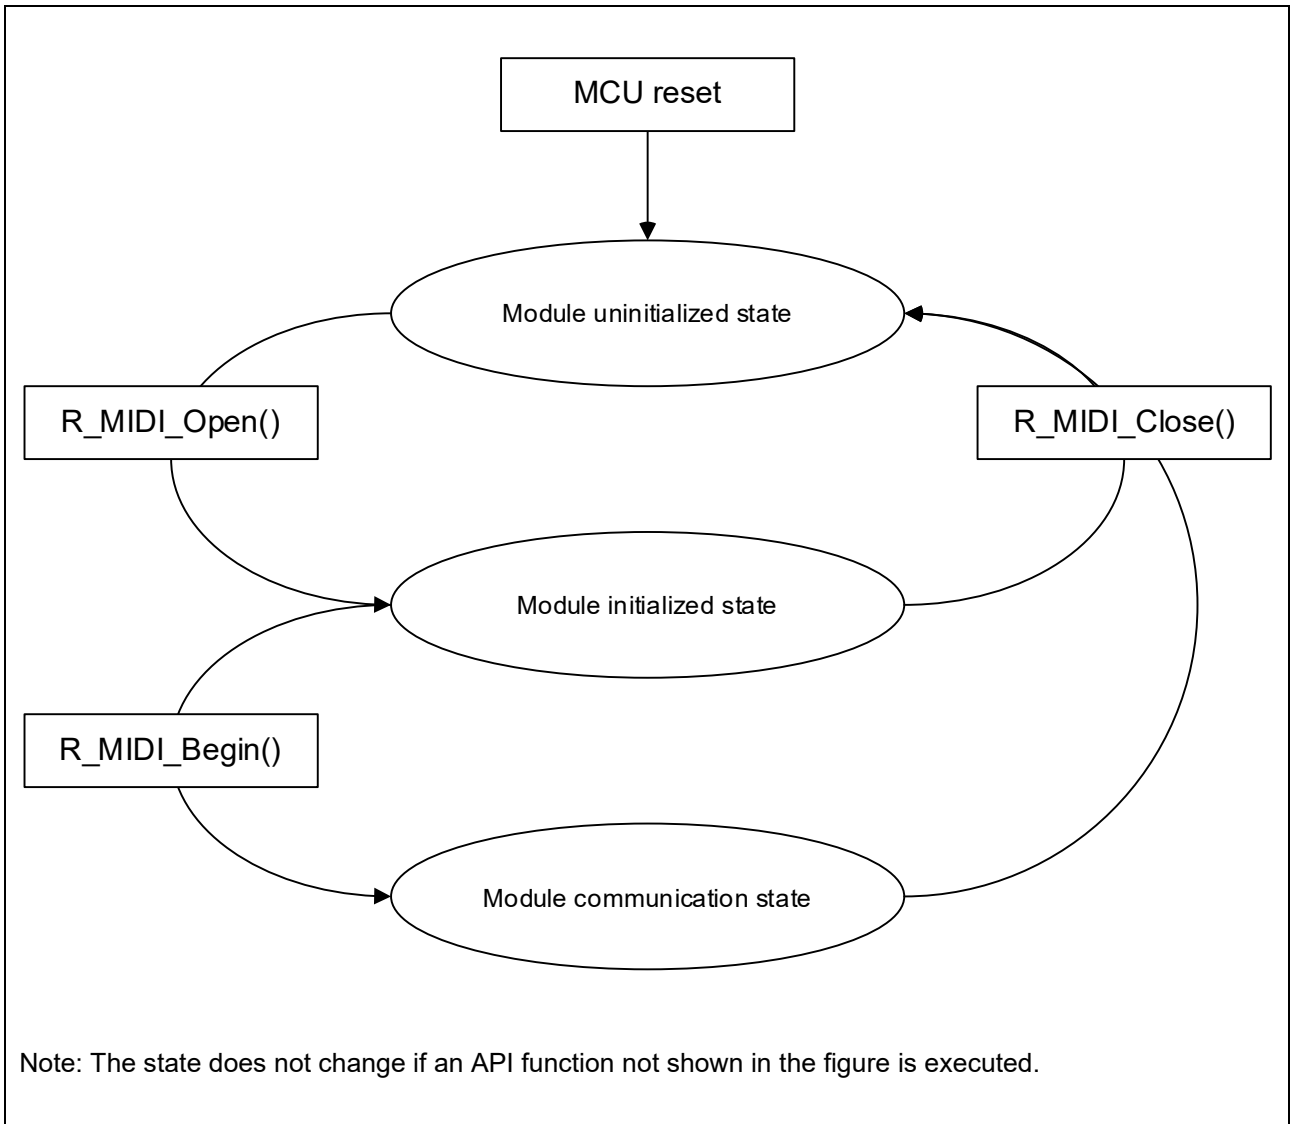 MCU reset
Module uninitialized state
R_MIDI_Open()
R_MIDI_Close()
Module initialized state
R_MIDI_Begin()
Module communication state
Note: The state does not change if an API function not shown in the figure is executed.